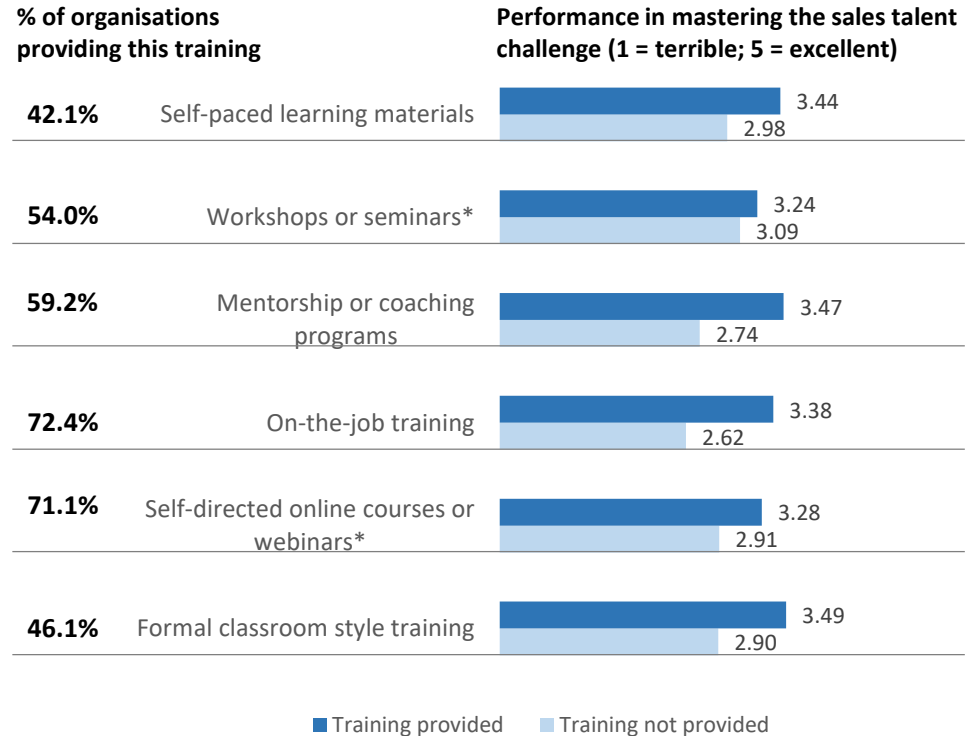 % of organisations
providing this training
Performance in mastering the sales talent
challenge (1 = terrible; 5 = excellent)
42.1%
Self-paced learning materials
3.44
2.98
54.0%
Workshops or seminars*
3.24
3.09
59.2%
Mentorship or coaching
programs
3.47
2.74
72.4%
On-the-job training
3.38
2.62
71.1%
Self-directed online courses or
webinars*
3.28
2.91
46.1%
Formal classroom style training
3.49
2.90
Training provided
Training not provided